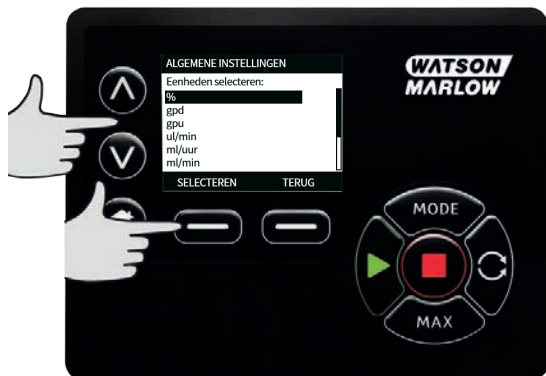 ALGEMENE INSTELLINGEN
Eenheden selecteren:
%
gpd
gpu
ul/min
ml/uur
ml/min
SELECTEREN TERUG
WATSON
MARLOW
MODE
MAX